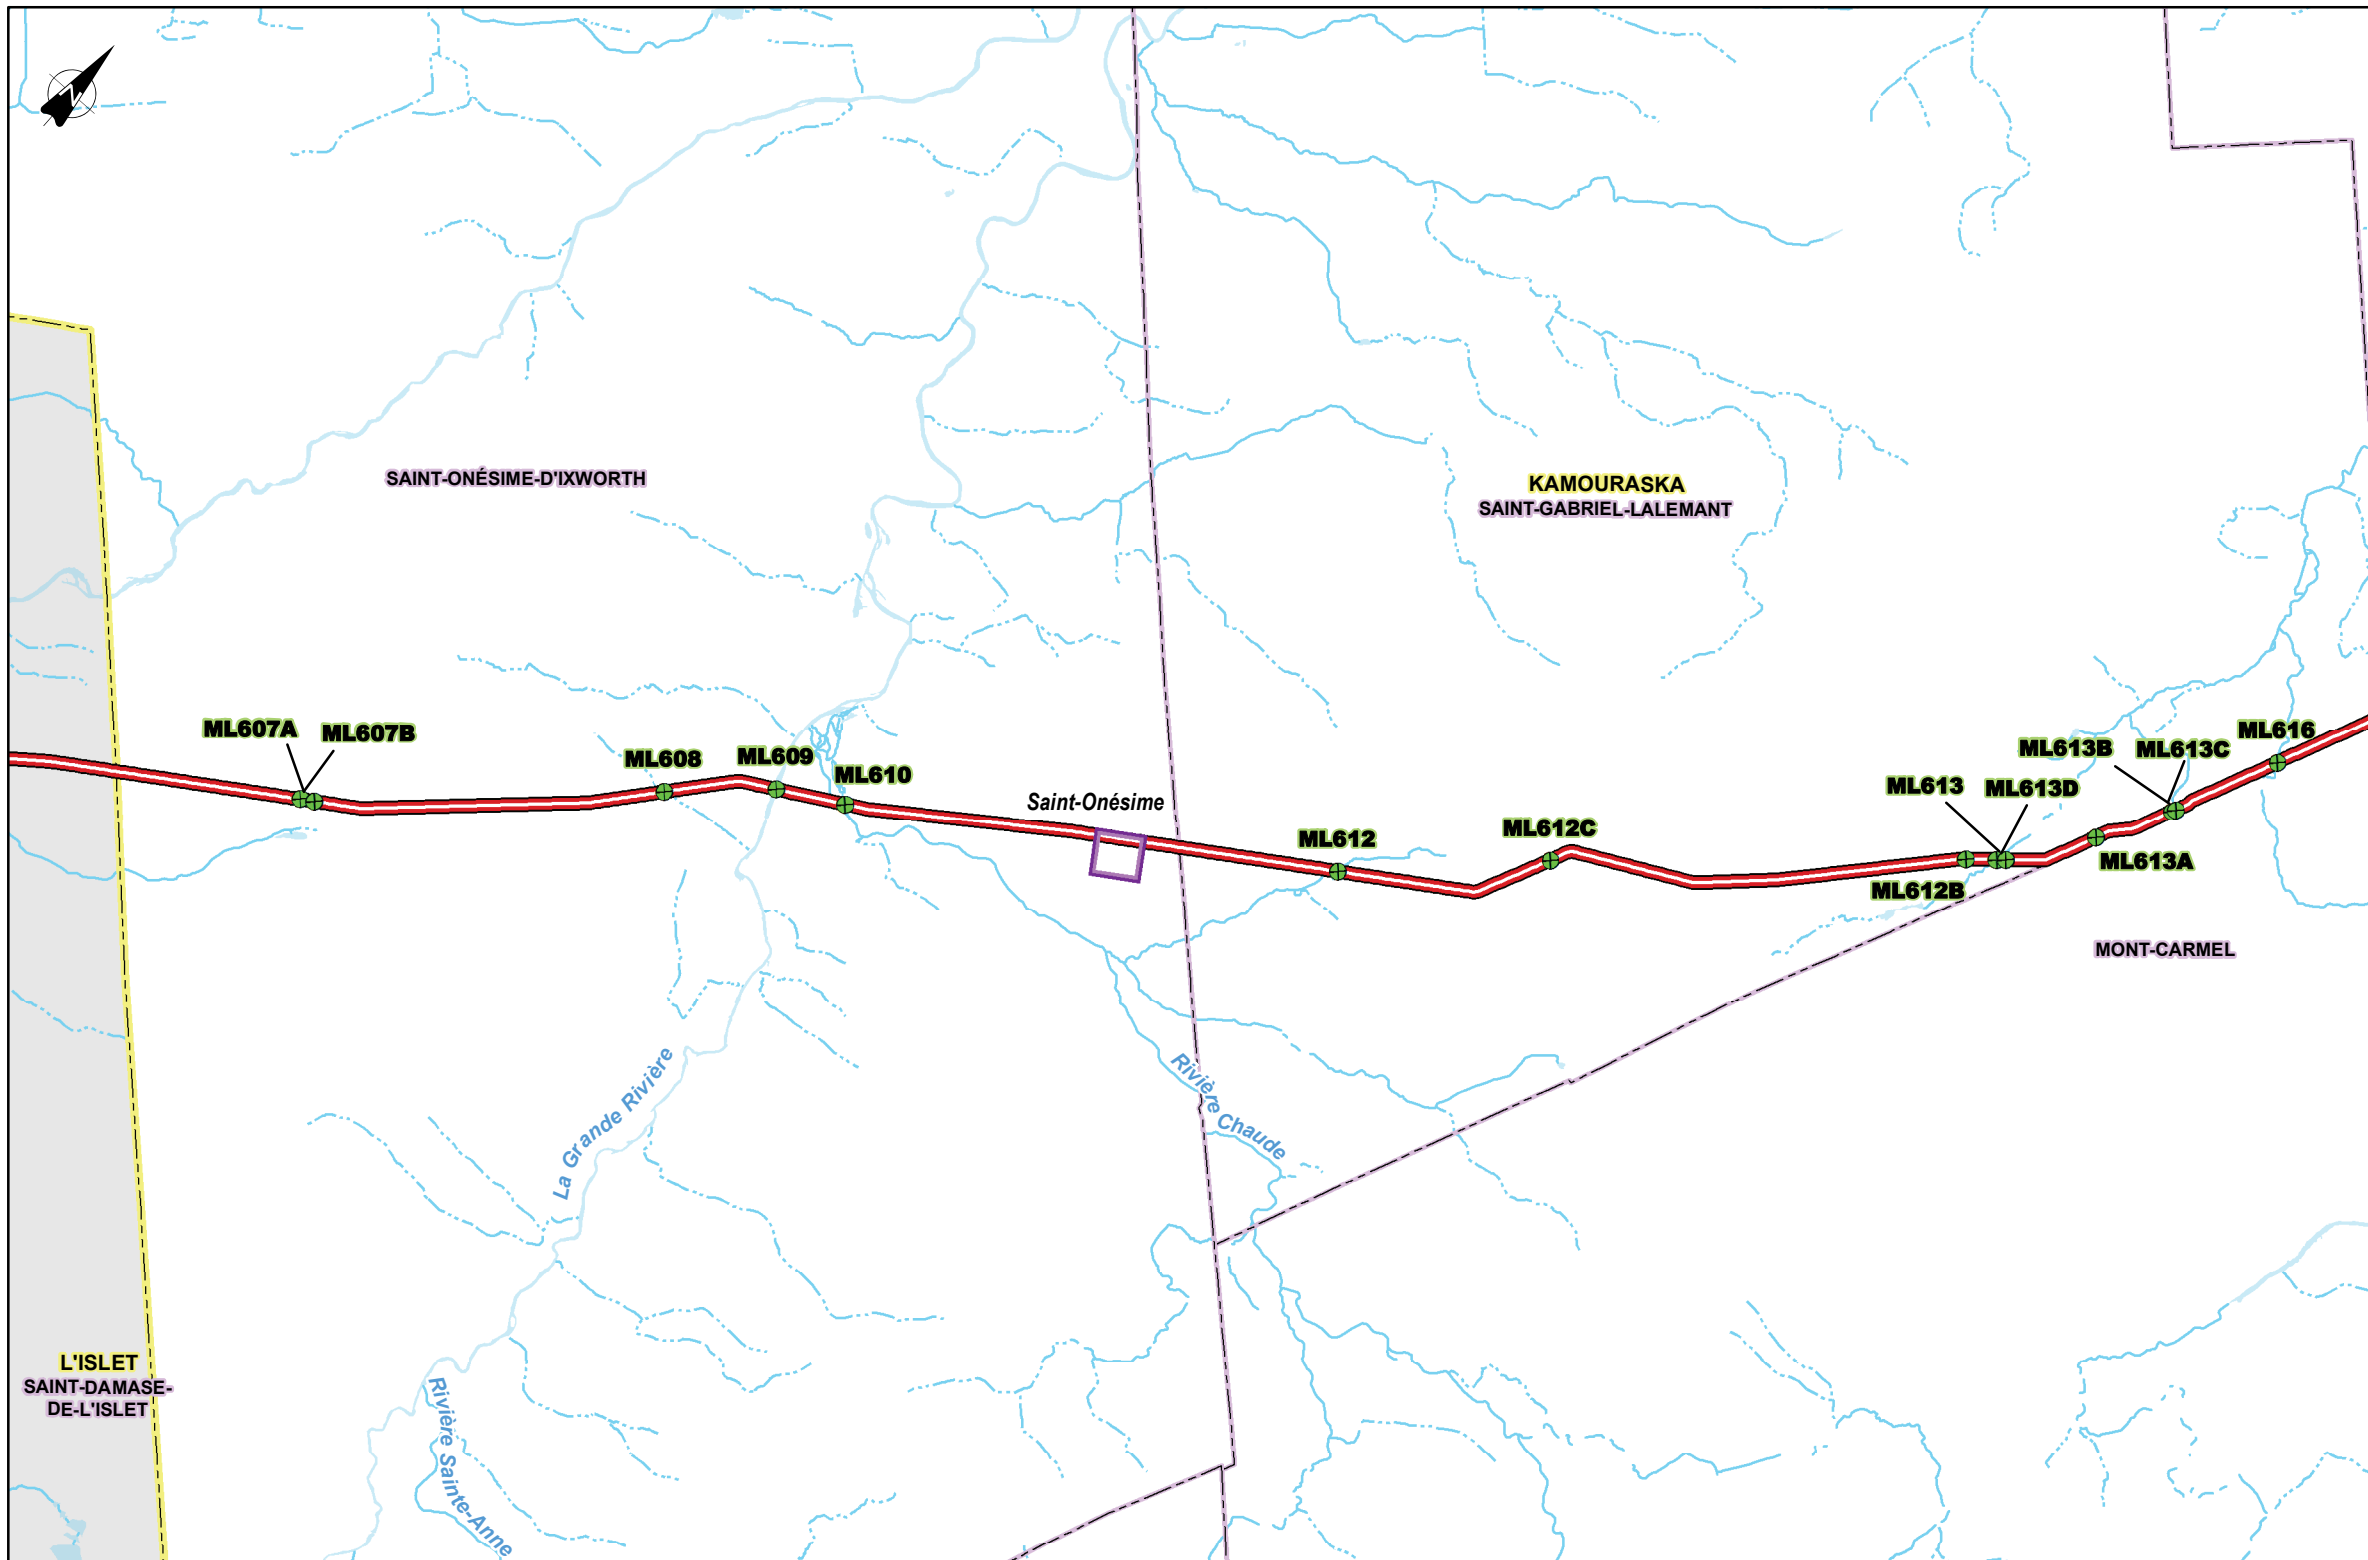 SAINT-ONÉSIME-D'IXWORTH
KAMOURASKA
SAINT-GABRIEL-LALEMANT
ML607A
ML607B
ML608
ML609
ML610
Saint-Onésime
ML612
ML612C
ML613
ML613D
ML613B
ML613C
ML616
ML612B
ML613A
MONT-CARMEL
La Grande Rivière
Rivière Chaude
L'ISLET
SAINT-DAMASE-
DE-L'ISLET
Rivière Sainte-Anne